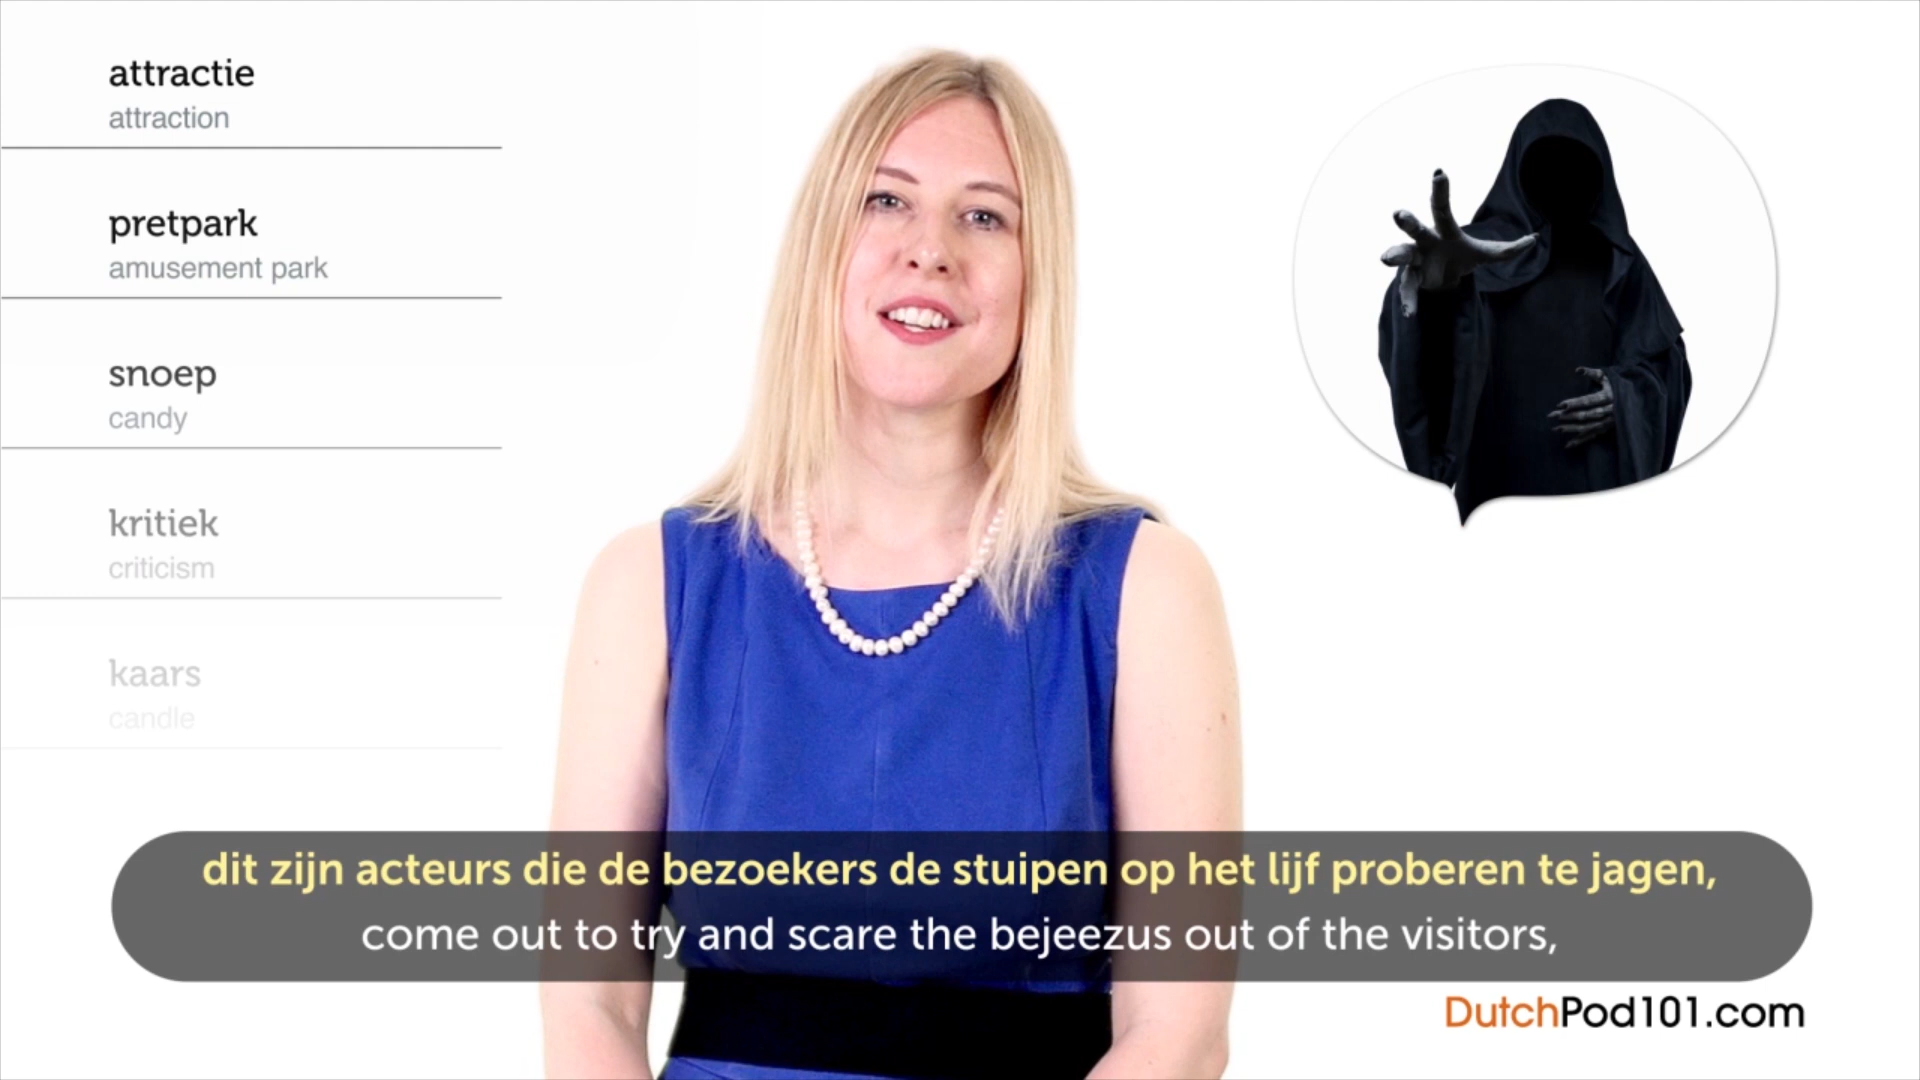 attractie
attraction
pretpark
amusement park
snoep
candy
kritiek
criticism
kaars
candle
dit zijn acteurs die de bezoekers de stuipen op het lijf proberen te jagen,
come out to try and scare the bejeezus out of the visitors,
DutchPod101.com